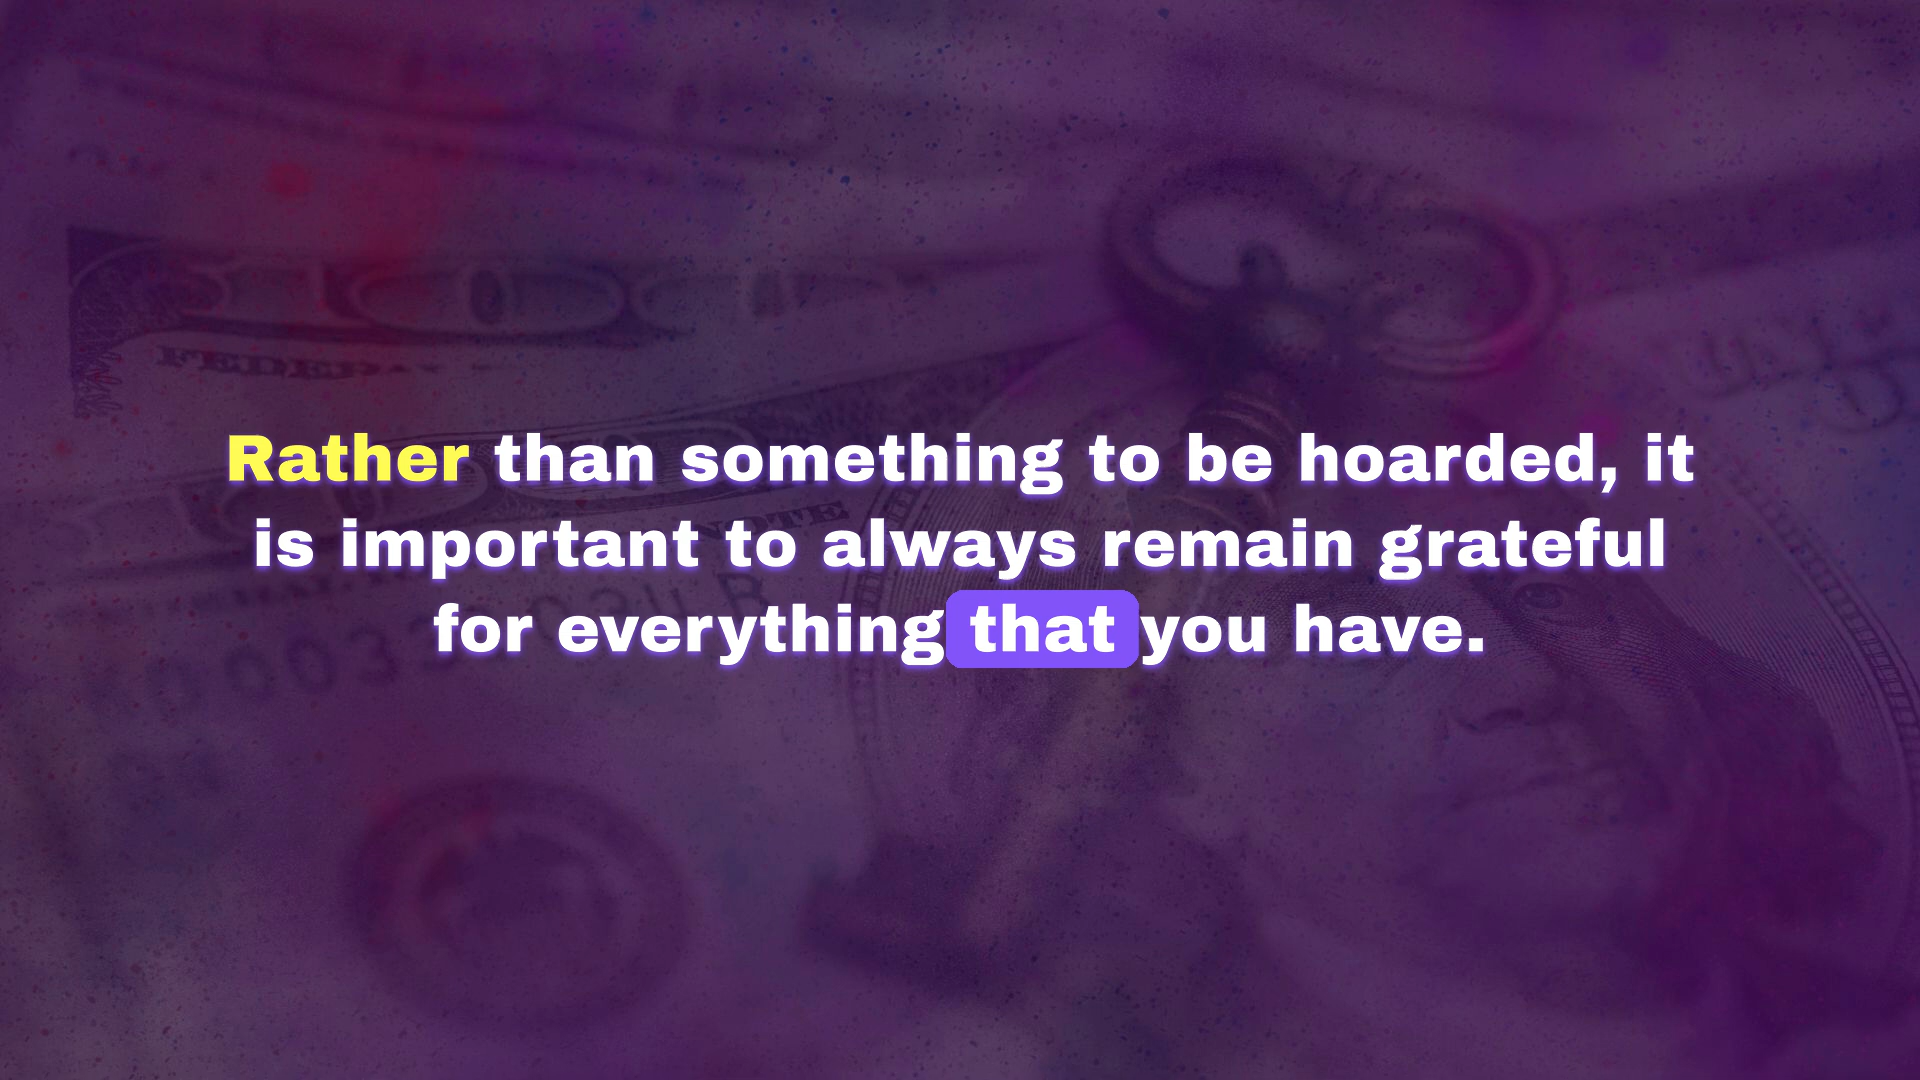 Rather than something to be hoarded, it
is important to always remain grateful
for everything that you have.